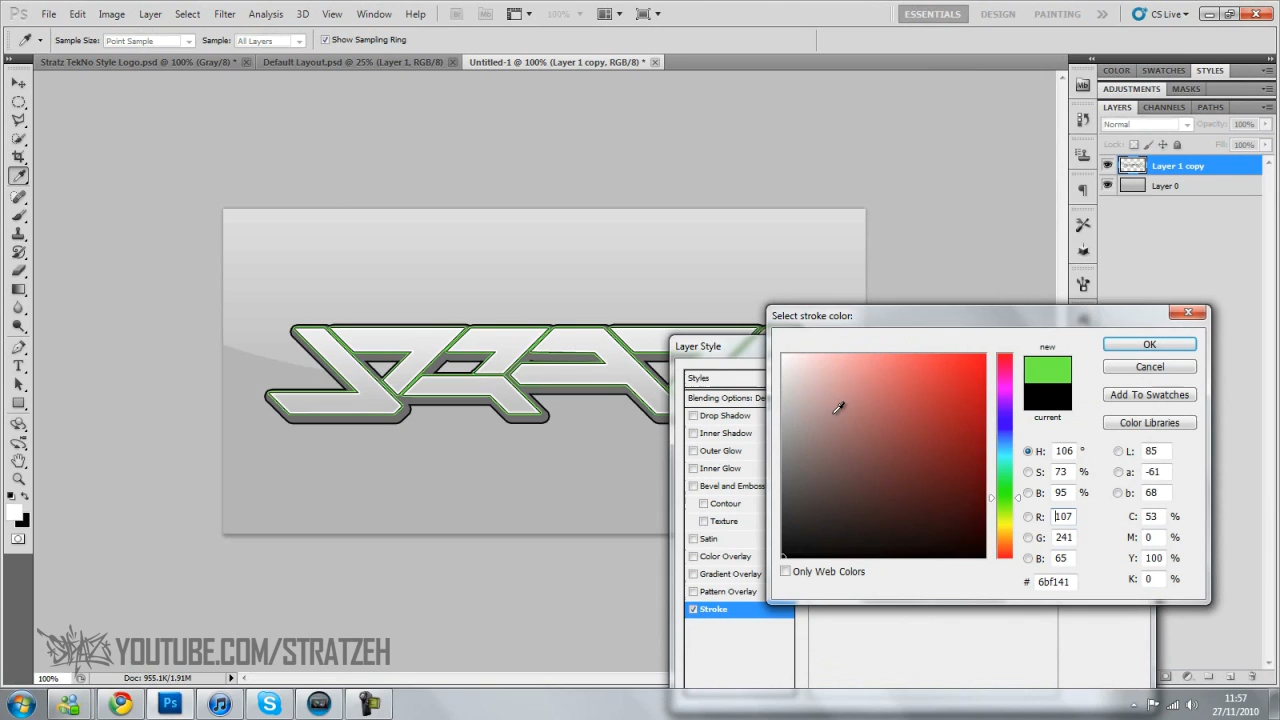 Ps File Edit Image Layer Select Filter Analysis 3D View Window Help Br Mb 100% ESSENTIALS DESIGN PAINTING CS Live
Sample Size: Point Sample Sample: All Layers Show Sampling Ring
Stratz TekNo Style Logo.psd @ 100% (Gray/8) * Default Layout.psd @ 25% (Layer 1, RGB/8) Untitled-1 @ 100% (Layer 1 copy, RGB/8) *
COLOR SWATCHES STYLES
Mb
ADJUSTMENTS MASKS
LAYERS CHANNELS PATHS
Normal Opacity: 100%
Lock: Fill: 100%
Layer 1 copy
Layer 0
Select stroke color:
new
OK
Cancel
Add To Swatches
current
Color Libraries
H: 106 ° L: 85
S: 73 % a: -61
B: 95 % b: 68
R: 107 C: 53 %
G: 241 M: 0 %
B: 65 Y: 100 %
# 6bf141 K: 0 %
Only Web Colors
Layer Style
Styles
Blending Options: De
Drop Shadow
Inner Shadow
Outer Glow
Inner Glow
Bevel and Emboss
Contour
Texture
Satin
Color Overlay
Gradient Overlay
Pattern Overlay
Stroke
YOUTUBE.COM/STRATZEH
100% Doc: 955.1K/1.91M
Ps
11:57
27/11/2010